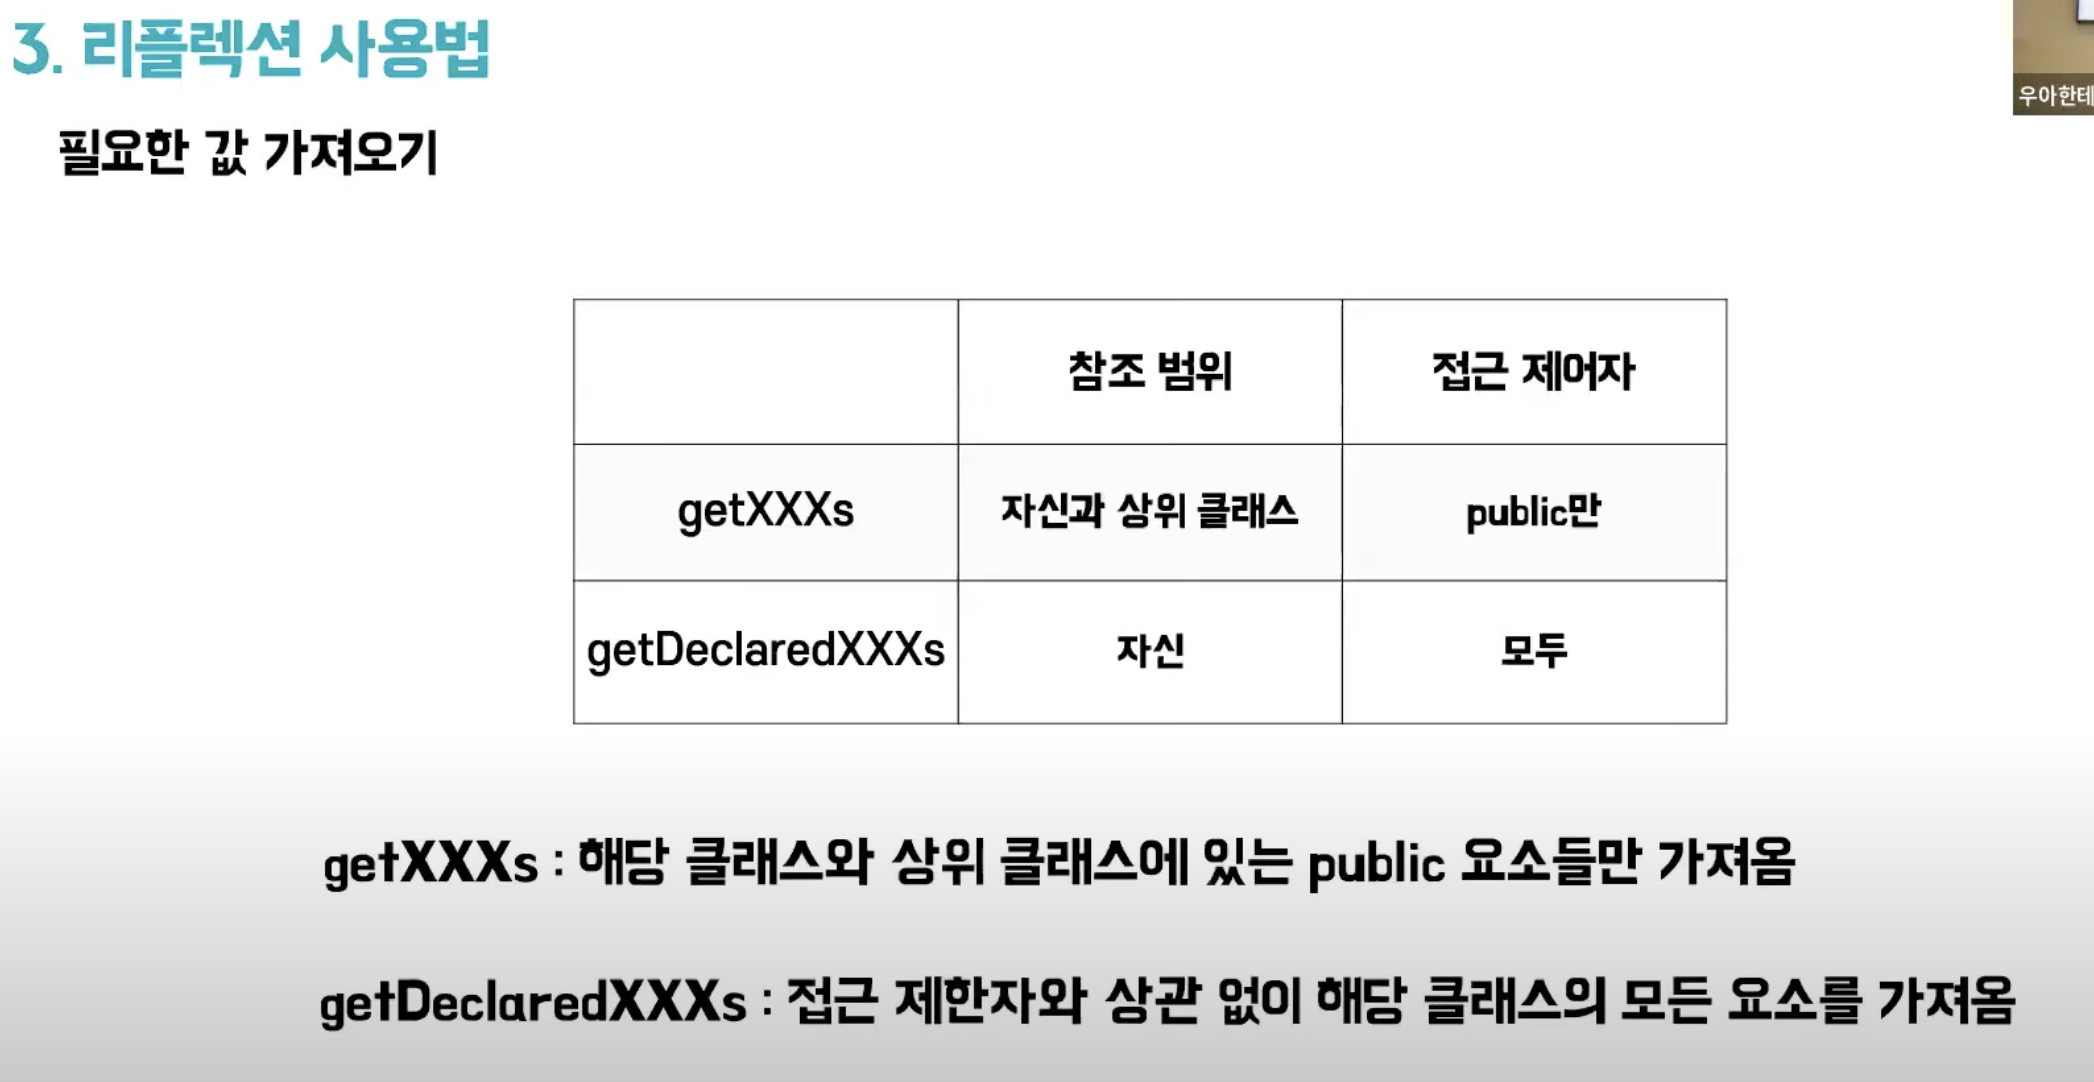 3. 리플렉션 사용법
우아한테
필요한 값 가져오기
참조 범위 접근 제어자
getXXXs 자신과 상위 클래스 public만
getDeclaredXXXs 자신 모두
getXXXs : 해당 클래스와 상위 클래스에 있는 public 요소들만 가져옴
getDeclaredXXXs : 접근 제한자와 상관 없이 해당 클래스의 모든 요소를 가져옴